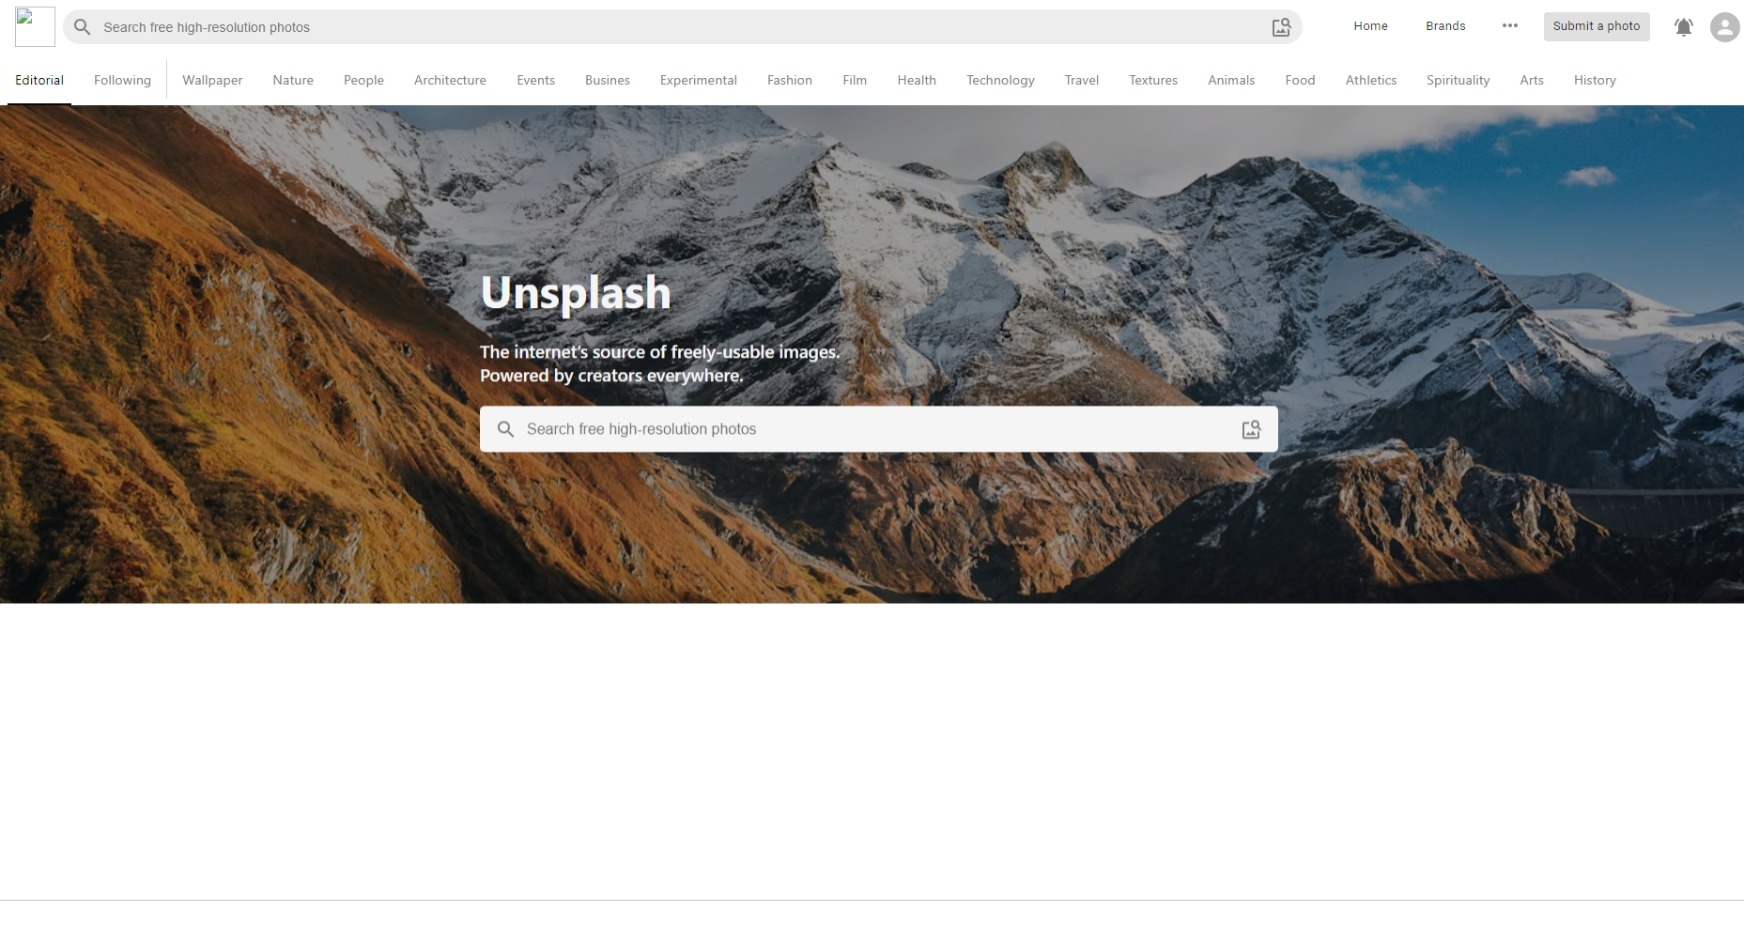 Search free high-resolution photos
Home Brands ••• Submit a photo
Editorial Following Wallpaper Nature People Architecture Events Busines Experimental Fashion Film Health Technology Travel Textures Animals Food Athletics Spirituality Arts History
Unsplash
The internet's source of freely-usable images.
Powered by creators everywhere.
Search free high-resolution photos